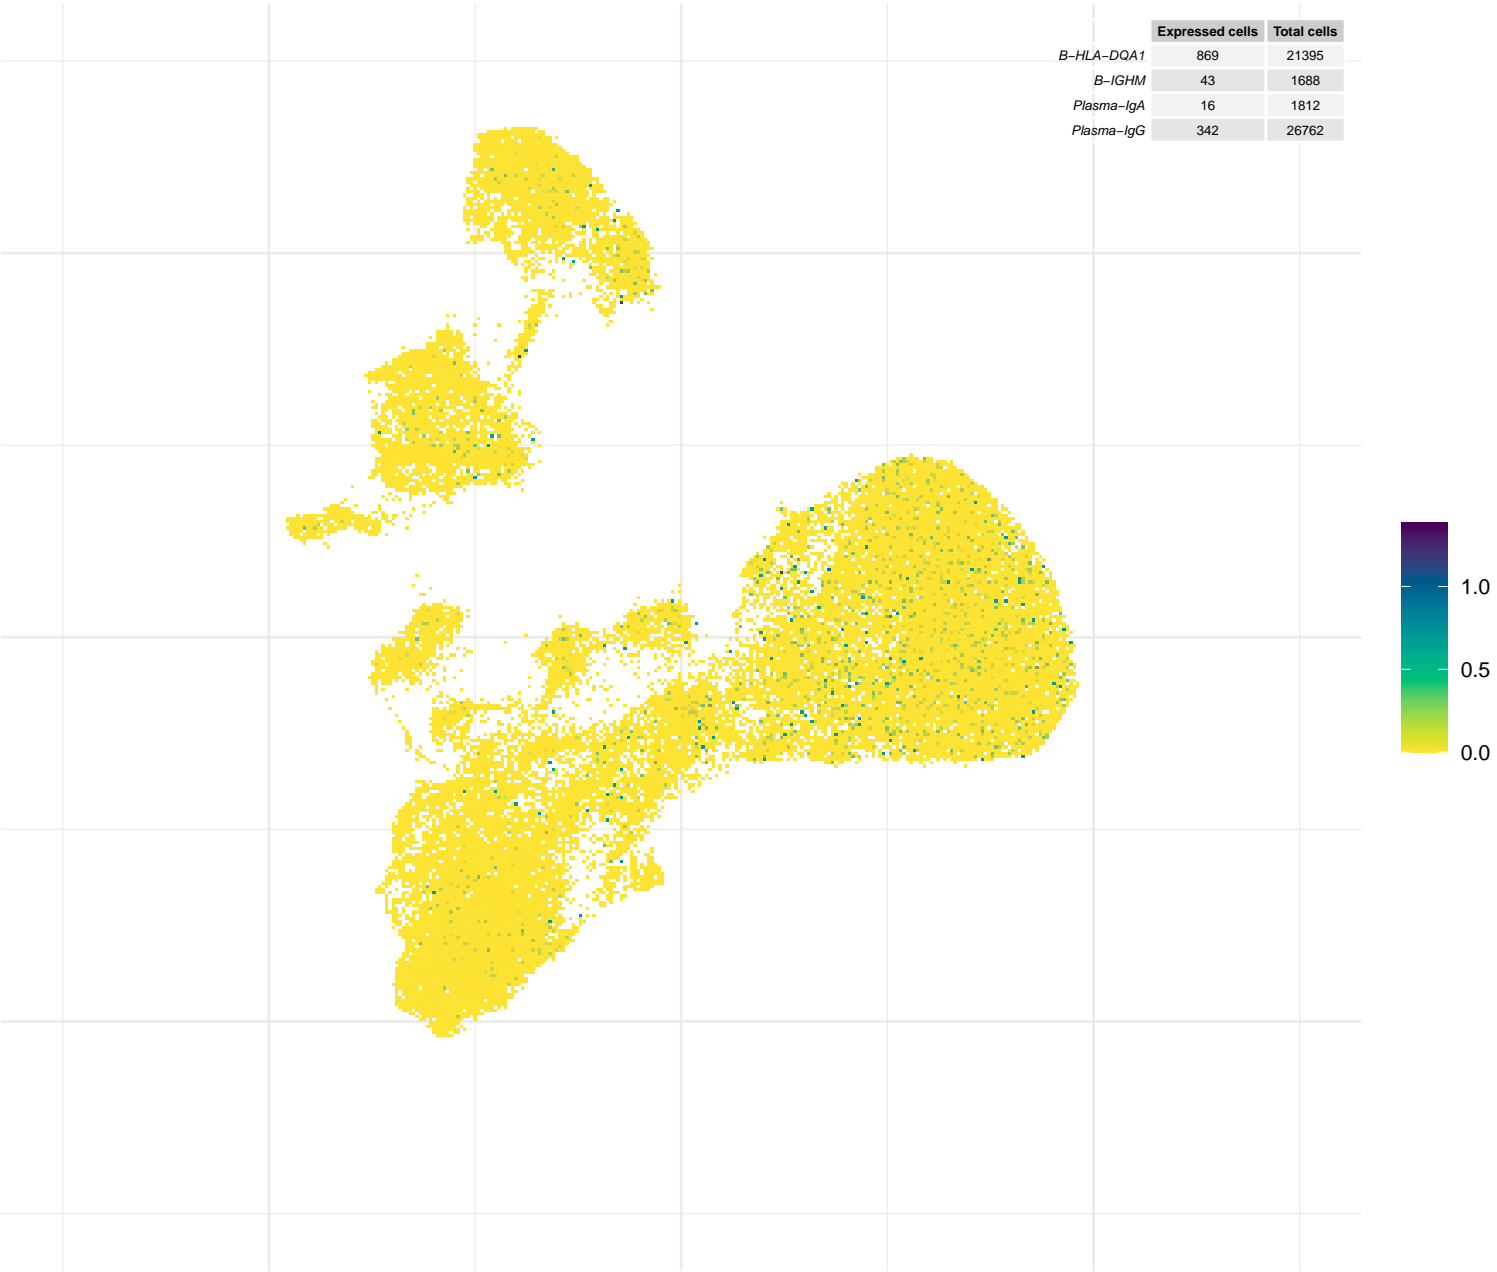 Expressed cells Total cells
B−HLA−DQA1 869 21395
B−IGHM 43 1688
Plasma−IgA 16 1812
Plasma−IgG 342 26762
1.0
0.5
0.0